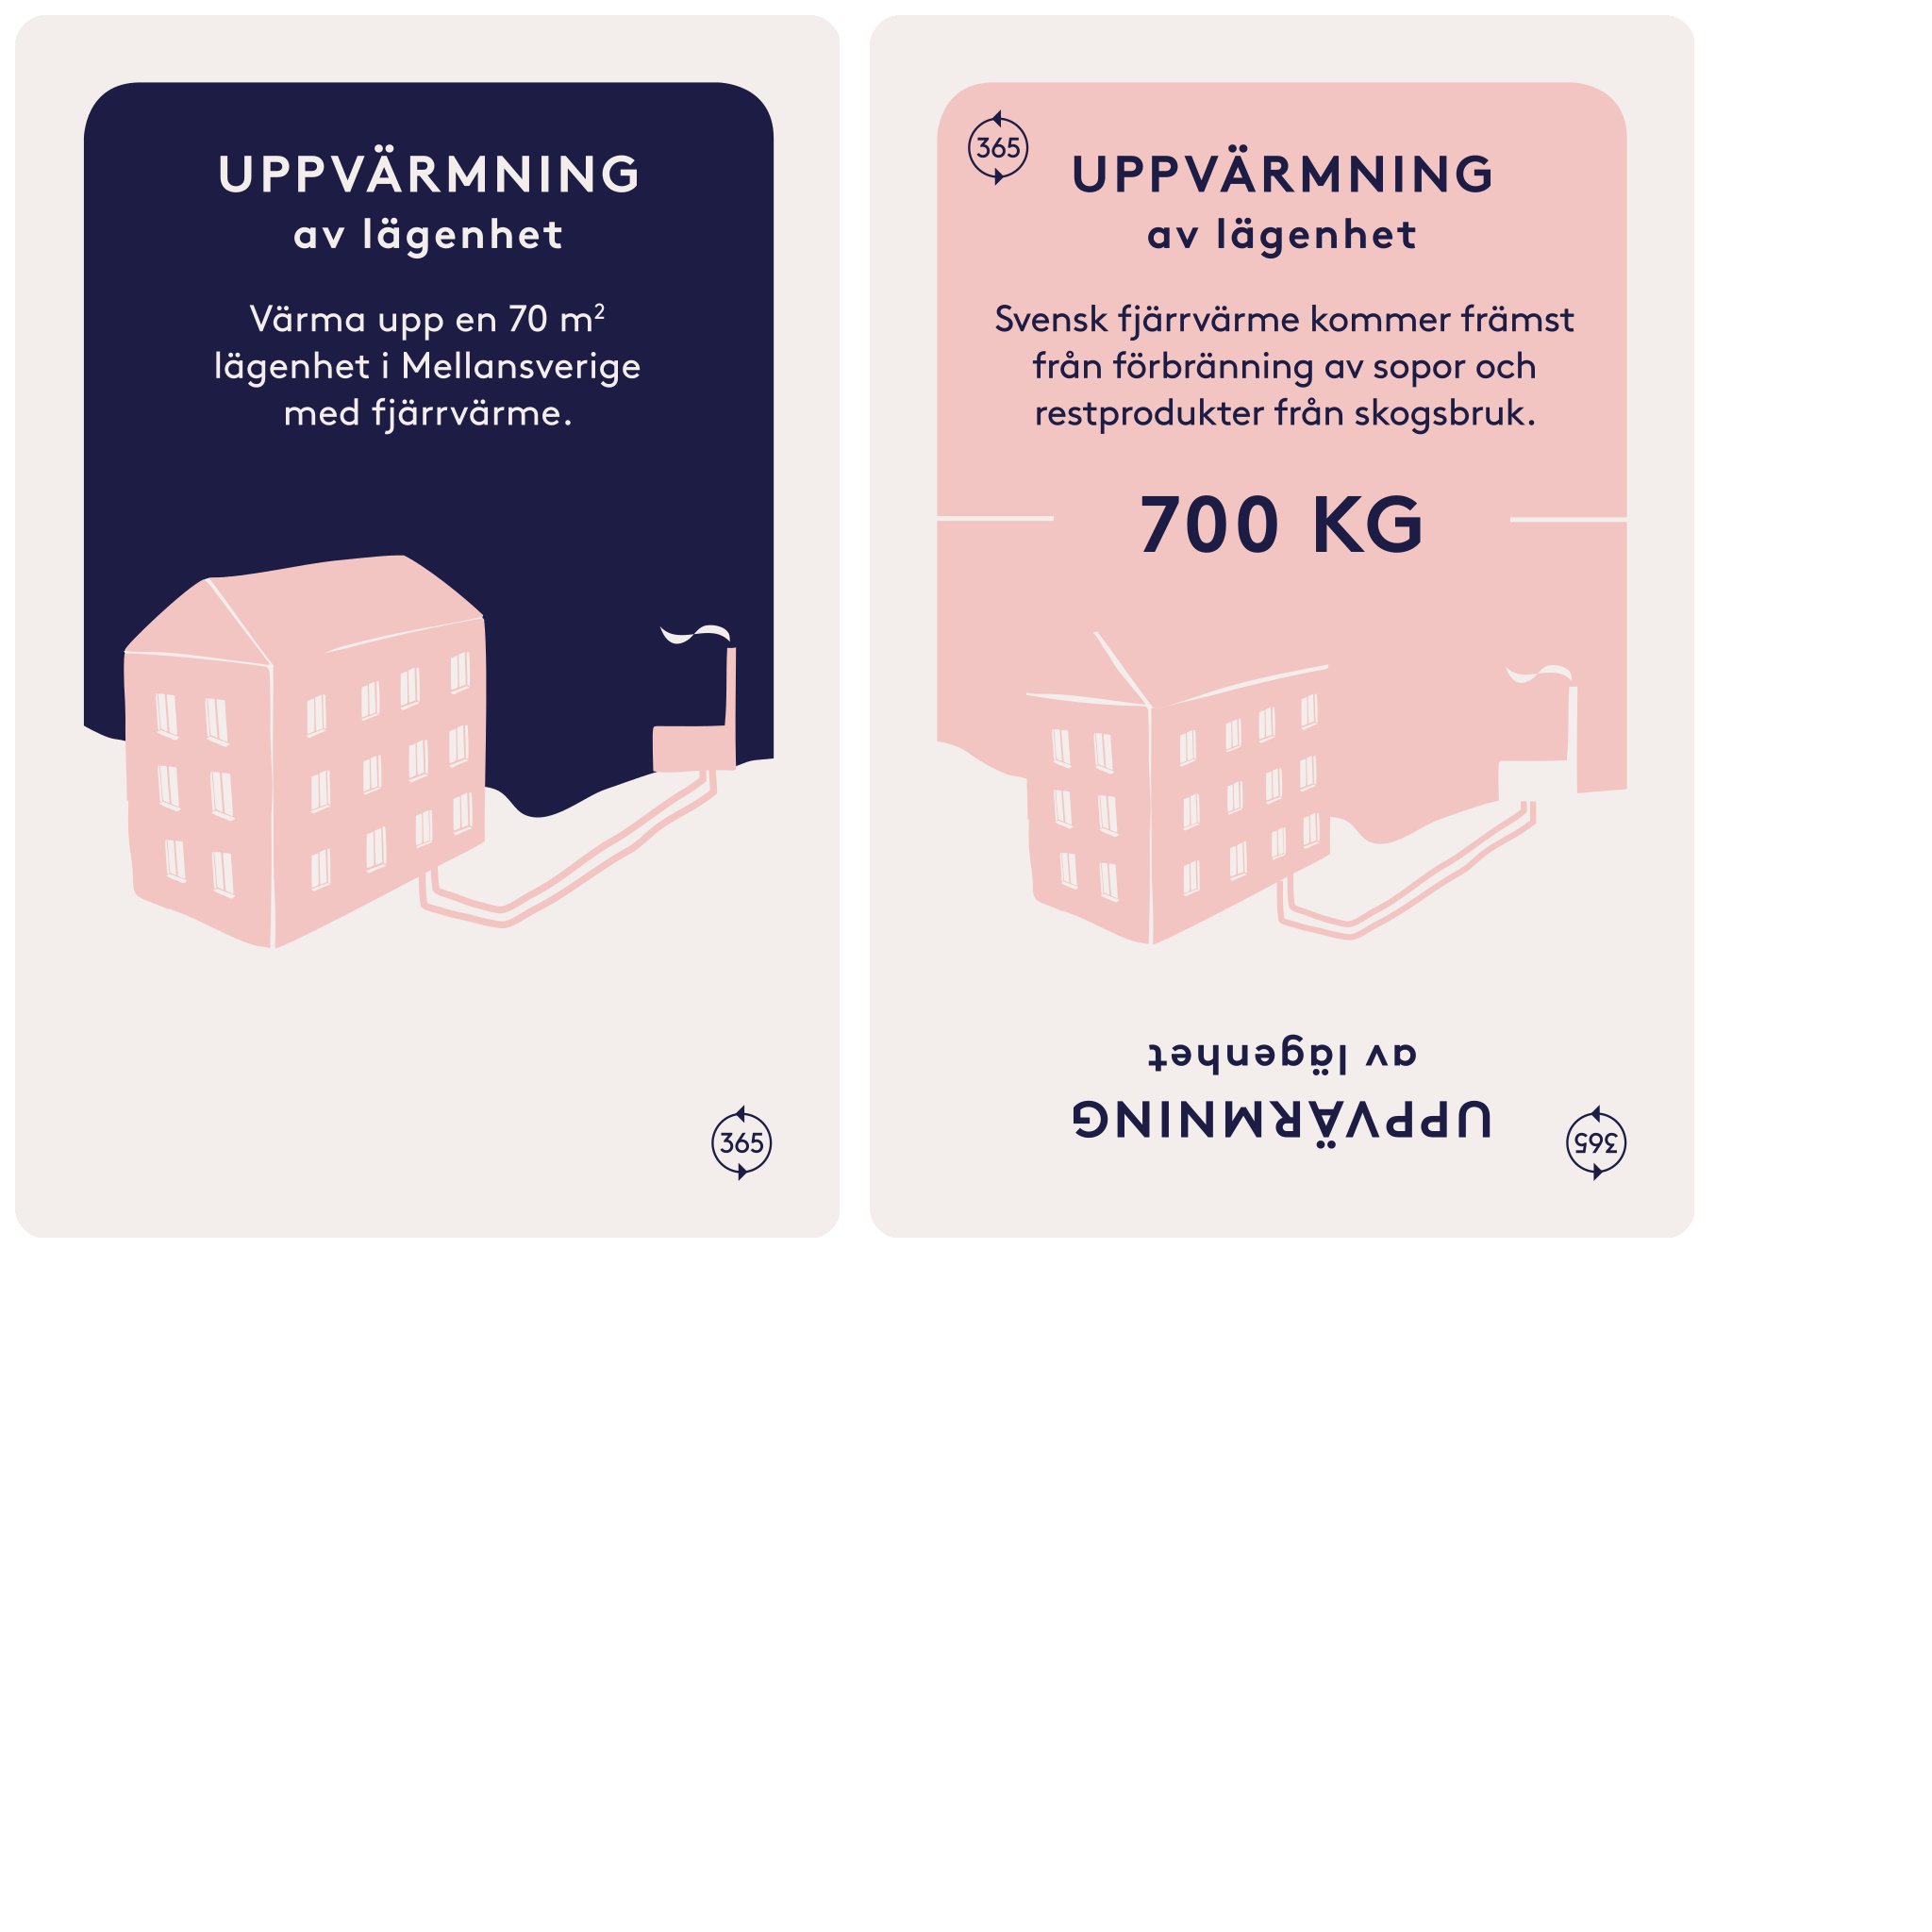 UPPVÄRMNING
av lägenhet
Värma upp en 70 m²
lägenhet i Mellansverige
med fjärrvärme.
365
365
UPPVÄRMNING
av lägenhet
Svensk fjärrvärme kommer främst
från förbränning av sopor och
restprodukter från skogsbruk.
700 KG
av lägenhet
UPPVÄRMNING
365